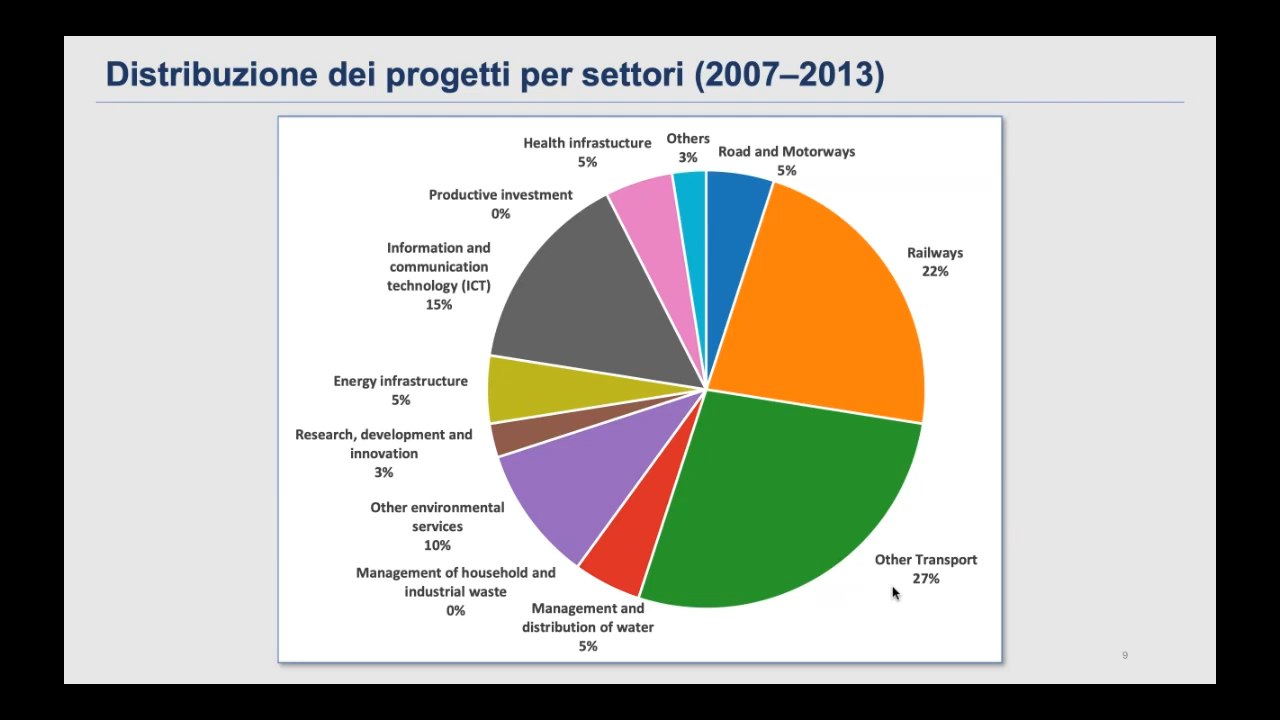 Distribuzione dei progetti per settori (2007–2013)
Health infrastucture
5%
Others
3%
Road and Motorways
5%
Productive investment
0%
Information and
communication
technology (ICT)
15%
Railways
22%
Energy infrastructure
5%
Research, development and
innovation
3%
Other environmental
services
10%
Other Transport
27%
Management of household and
industrial waste
0%
Management and
distribution of water
5%
9